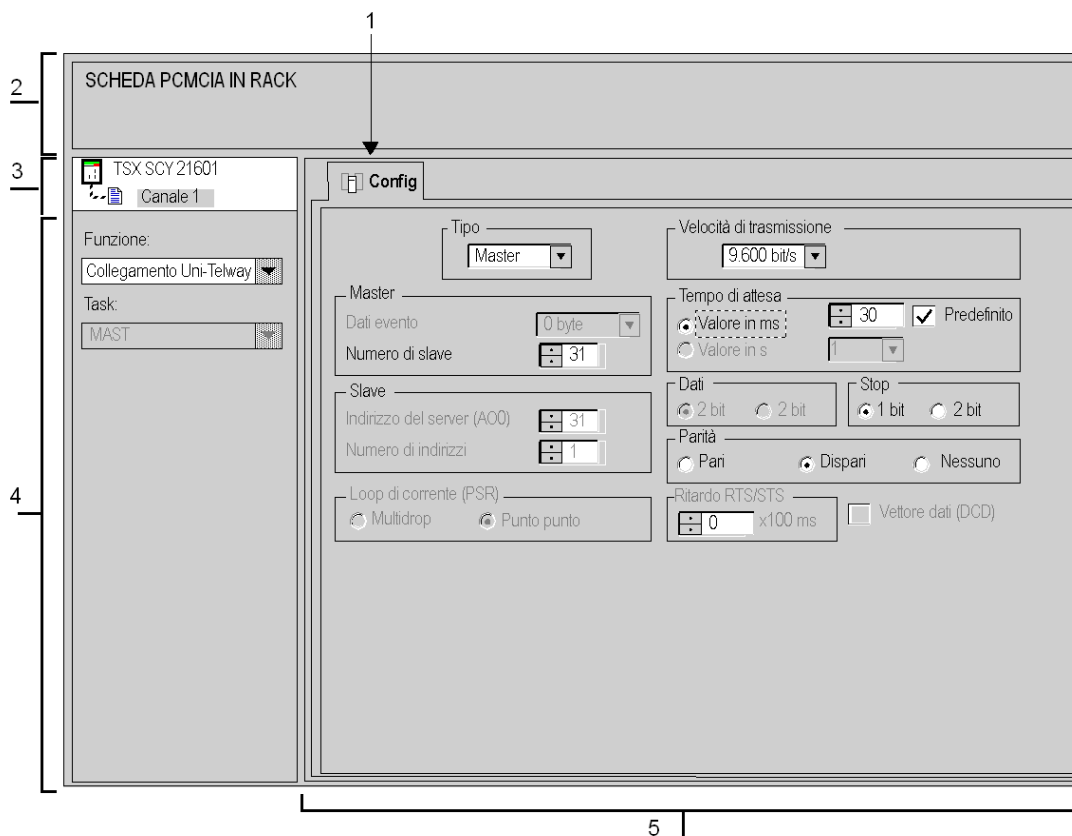 1
2
SCHEDA PCMCIA IN RACK
3
TSX SCY 21601
Canale 1
Config
4
Funzione:
Collegamento Uni-Telway
Task:
MAST
Tipo
Master
Velocità di trasmissione
9.600 bit/s
Master
Dati evento
0 byte
Numero di slave
31
Tempo di attesa
Valore in ms
30
Predefinito
Valore in s
1
Slave
Indirizzo del server (AO0)
31
Numero di indirizzi
1
Dati
2 bit
2 bit
Stop
1 bit
2 bit
Parità
Pari
Dispari
Nessuno
Loop di corrente (PSR)
Multidrop
Punto punto
Ritardo RTS/STS
0
x100 ms
Vettore dati (DCD)
5